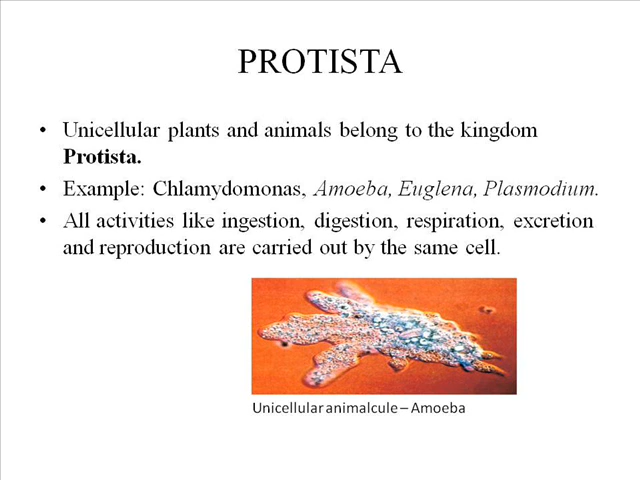 PROTISTA
• Unicellular plants and animals belong to the kingdom
Protista.
• Example: Chlamydomonas, Amoeba, Euglena, Plasmodium.
• All activities like ingestion, digestion, respiration, excretion
and reproduction are carried out by the same cell.
Unicellular animalcule – Amoeba